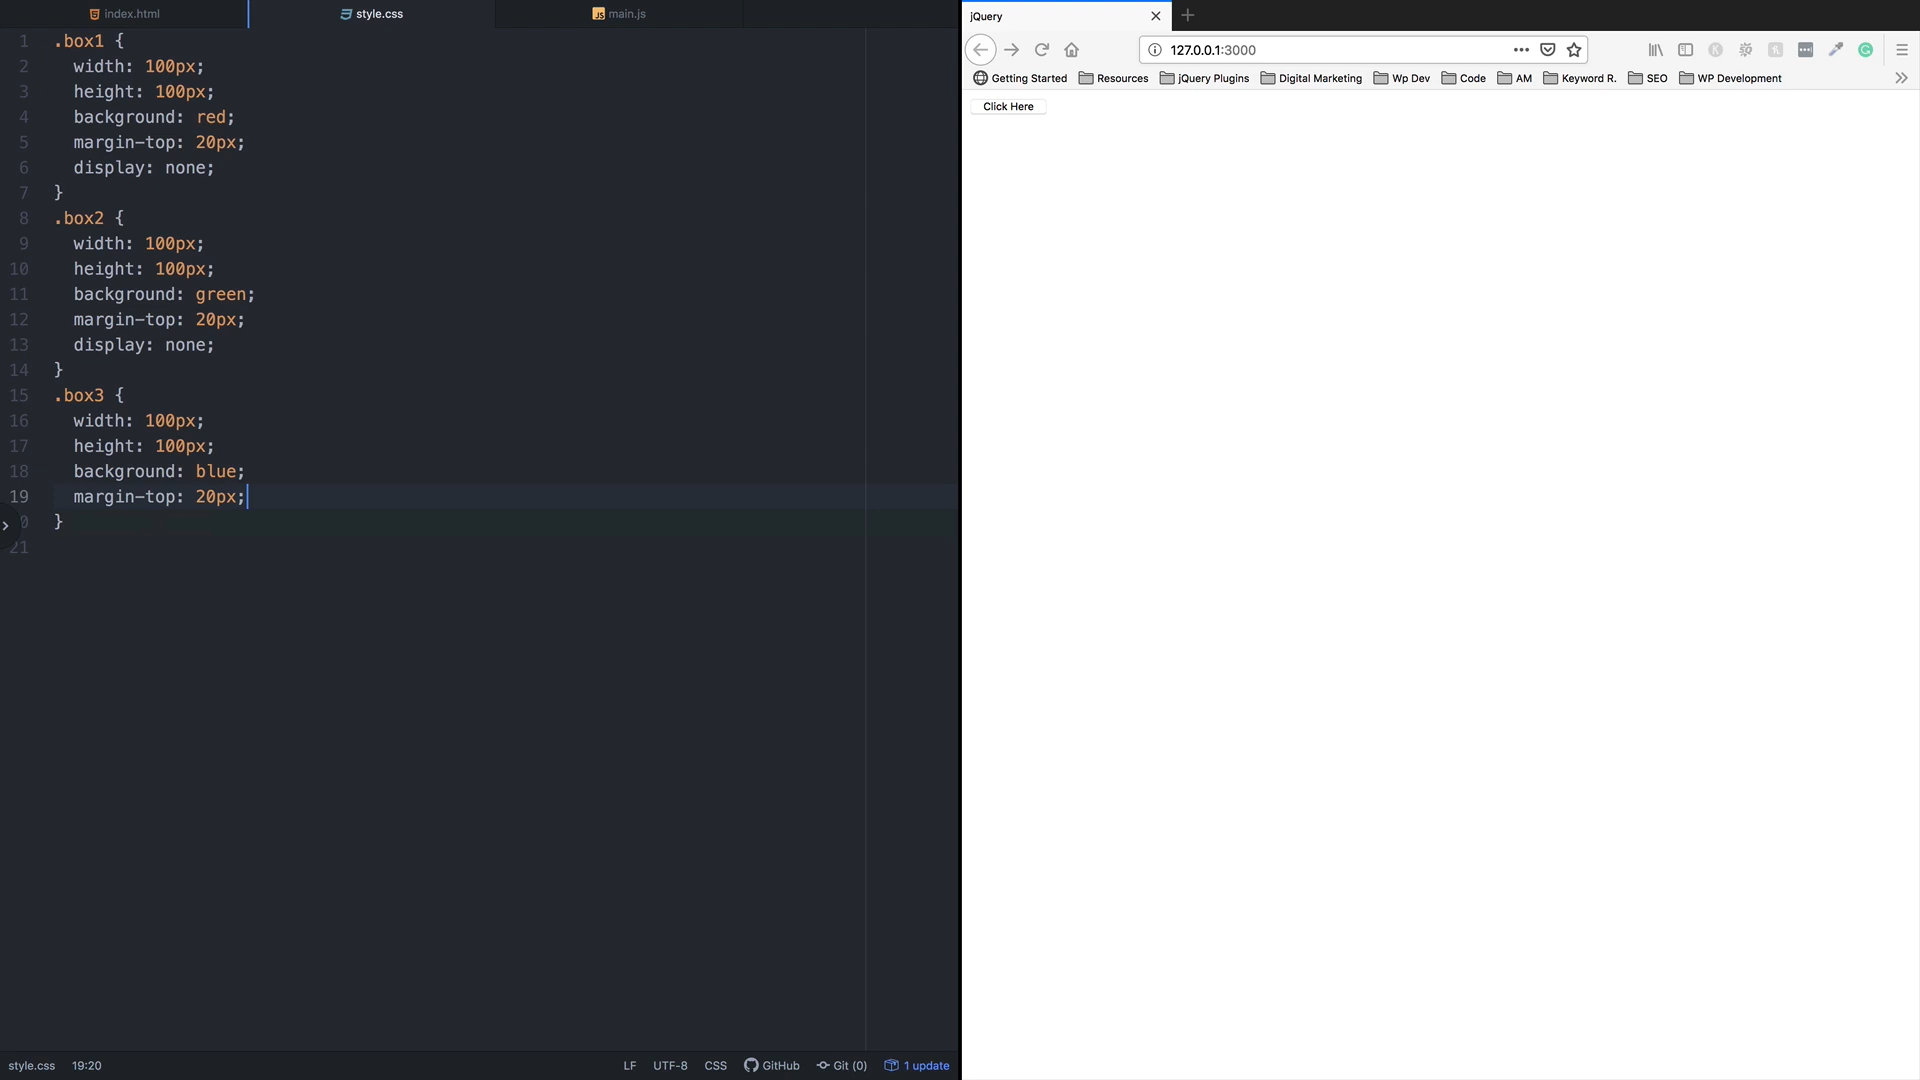 index.html
style.css
main.js
1 .box1 {
2 width: 100px;
3 height: 100px;
4 background: red;
5 margin-top: 20px;
6 display: none;
7 }
8 .box2 {
9 width: 100px;
10 height: 100px;
11 background: green;
12 margin-top: 20px;
13 display: none;
14 }
15 .box3 {
16 width: 100px;
17 height: 100px;
18 background: blue;
19 margin-top: 20px;
0 }
21
style.css 19:20 LF UTF-8 CSS GitHub Git (0) 1 update
jQuery
127.0.0.1:3000
Getting Started Resources jQuery Plugins Digital Marketing Wp Dev Code AM Keyword R. SEO WP Development
Click Here